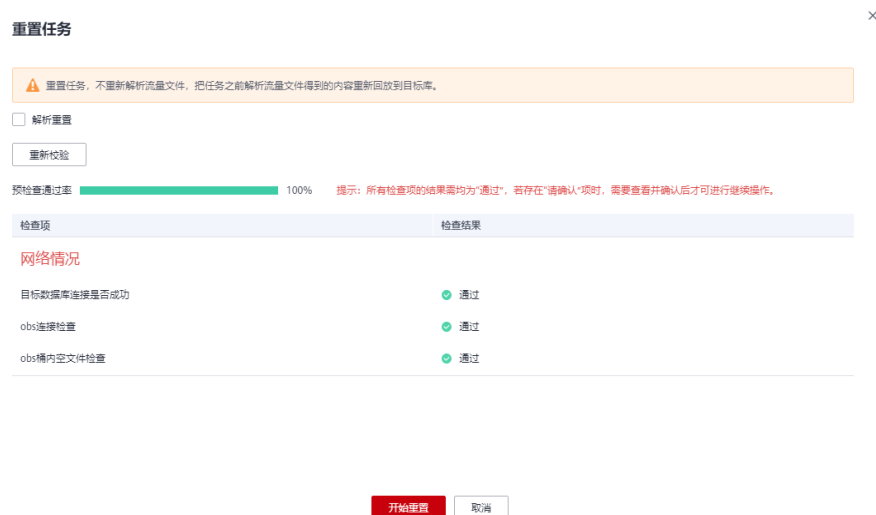 重置任务
重置任务，不重新解析流量文件，把任务之前解析流量文件得到的内容重新回放到目标库。
解析重置
重新校验
预检查通过率 100% 提示：所有检查项的结果需均为“通过”，若存在“请确认”项时，需要查看并确认后才可进行继续操作。
检查项 检查结果
网络情况
目标数据库连接是否成功 通过
obs连接检查 通过
obs桶内空文件检查 通过
开始重置 取消